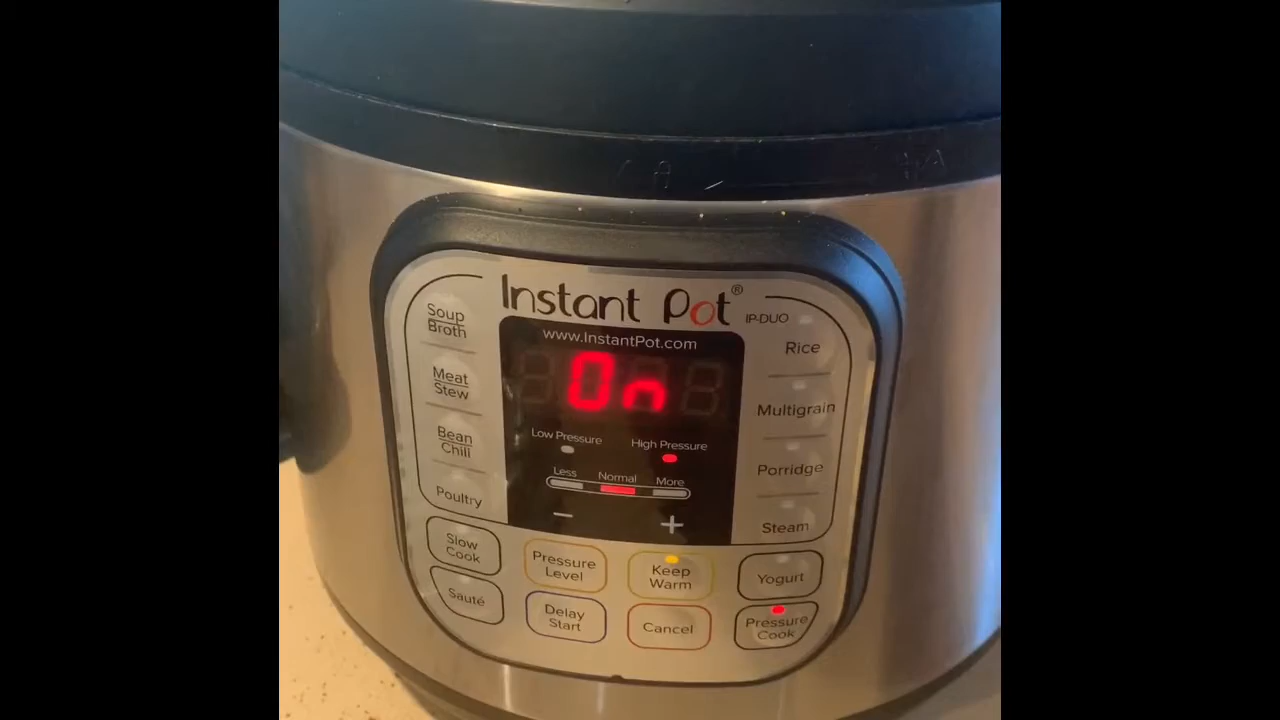 Instant Pot®
IP-DUO
www.InstantPot.com
On
Low Pressure
High Pressure
Less
Normal
More
−
+
Soup
Broth
Meat
Stew
Bean
Chili
Poultry
Slow
Cook
Sauté
Pressure
Level
Delay
Start
Keep
Warm
Cancel
Rice
Multigrain
Porridge
Steam
Yogurt
Pressure
Cook